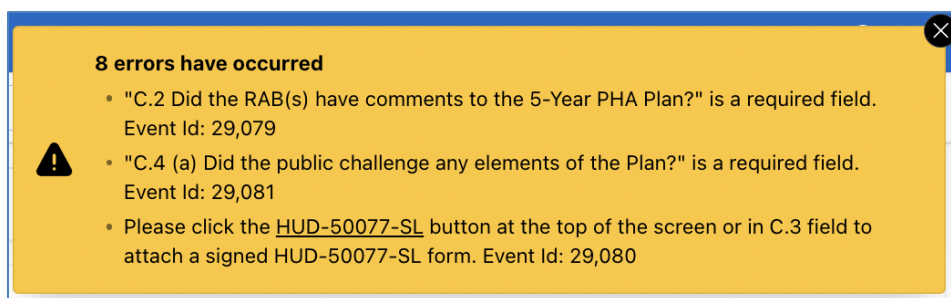 8 errors have occurred
• "C.2 Did the RAB(s) have comments to the 5-Year PHA Plan?" is a required field.
Event Id: 29,079
• "C.4 (a) Did the public challenge any elements of the Plan?" is a required field.
Event Id: 29,081
• Please click the HUD-50077-SL button at the top of the screen or in C.3 field to
attach a signed HUD-50077-SL form. Event Id: 29,080